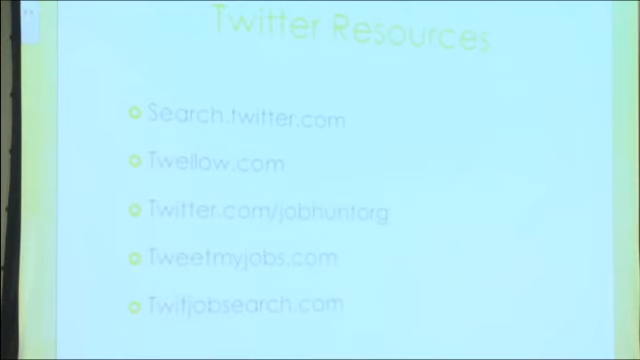 Twitter Resources
Search.twitter.com
Twellow.com
Twitter.com/jobhuntorg
Tweetmyjobs.com
Twitjobsearch.com